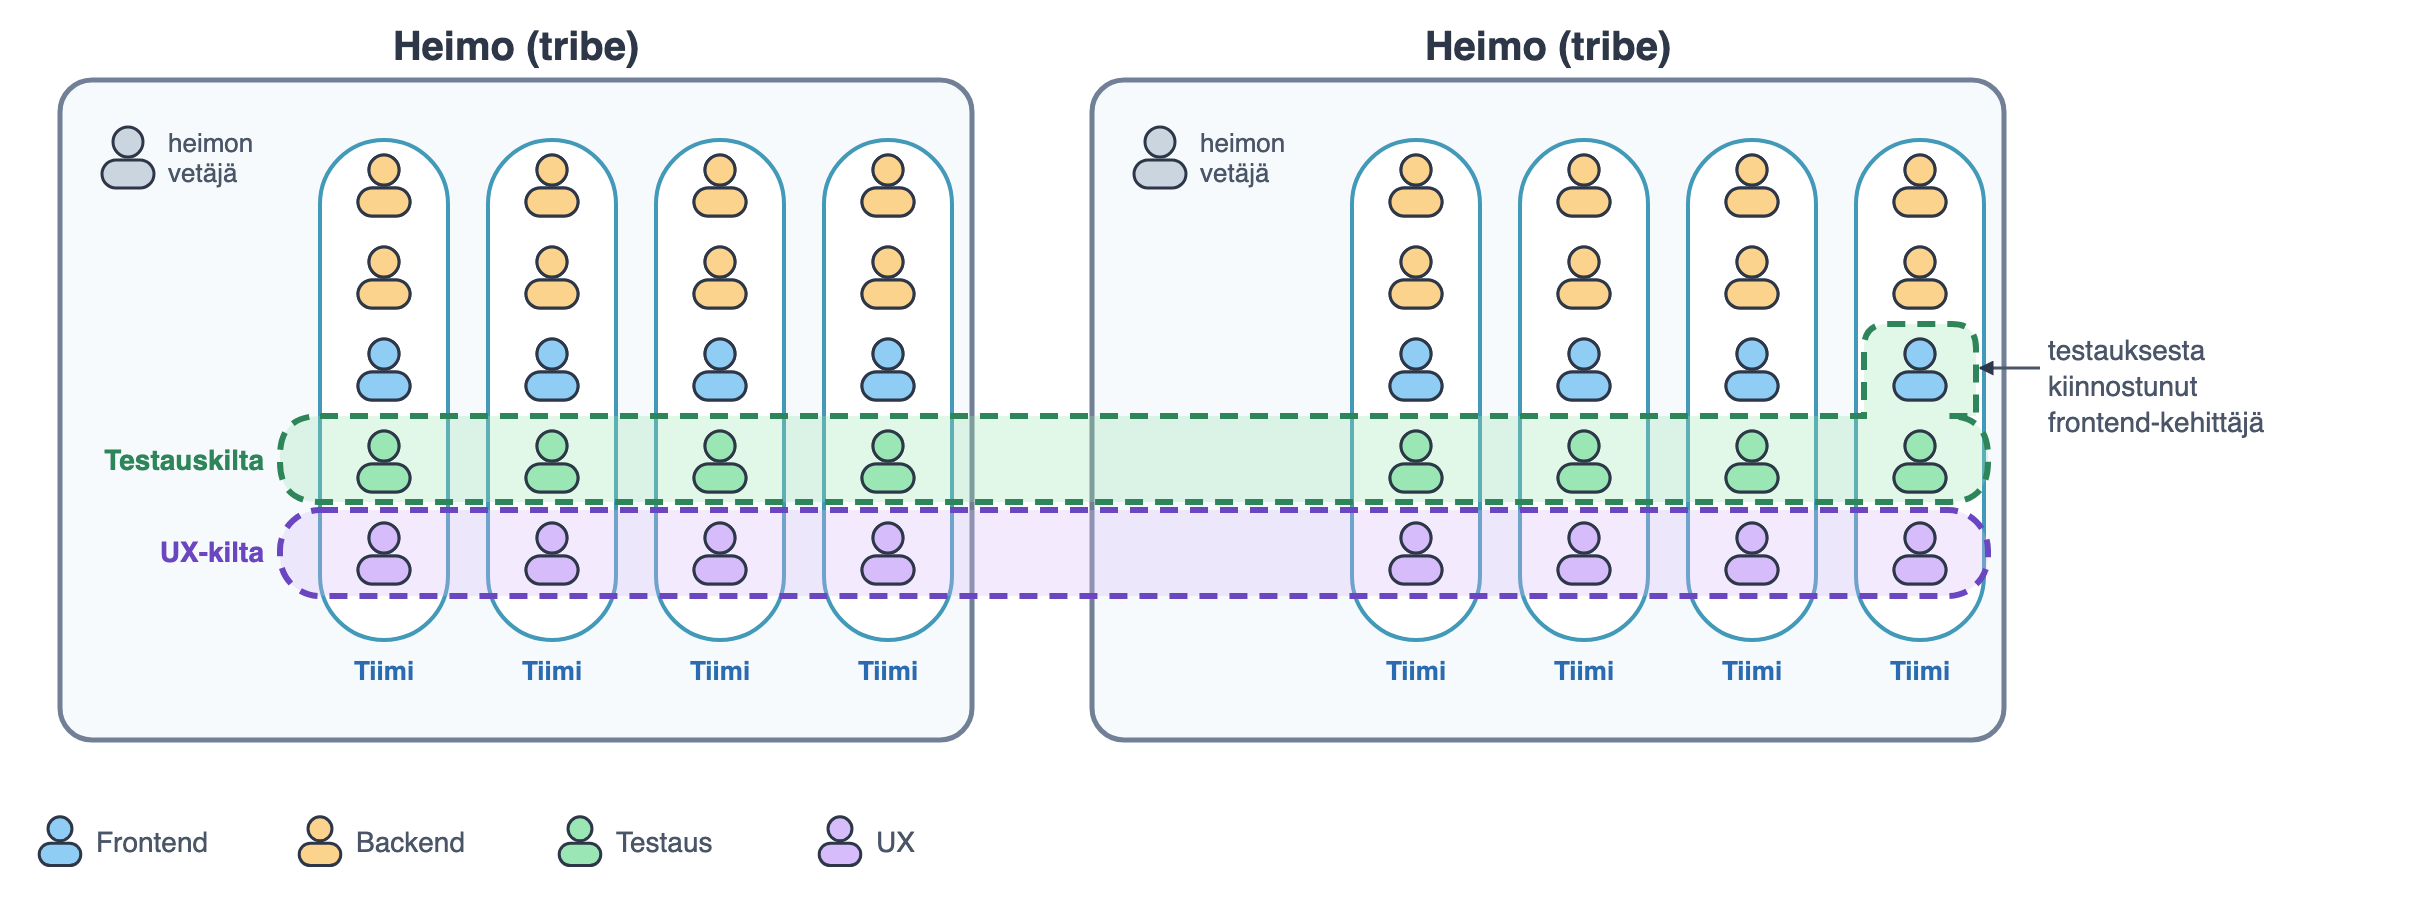 Heimo (tribe)
Heimo (tribe)
heimon
vetäjä
heimon
vetäjä
testauksesta
kiinnostunut
frontend-kehittäjä
Testauskilta
UX-kilta
Tiimi
Tiimi
Tiimi
Tiimi
Tiimi
Tiimi
Tiimi
Tiimi
Frontend
Backend
Testaus
UX